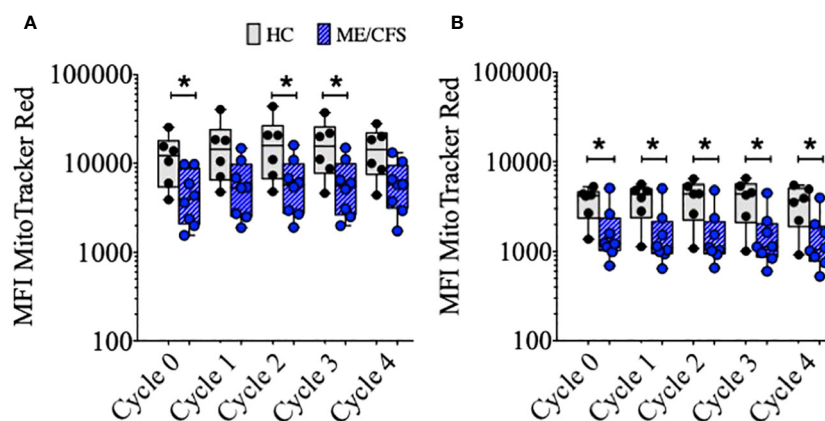 A
B
HC ME/CFS
MFI MitoTracker Red
100000
10000
1000
100
* * *
Cycle 0
Cycle 1
Cycle 2
Cycle 3
Cycle 4
MFI MitoTracker Red
100000
10000
1000
100
* * * * *
Cycle 0
Cycle 1
Cycle 2
Cycle 3
Cycle 4